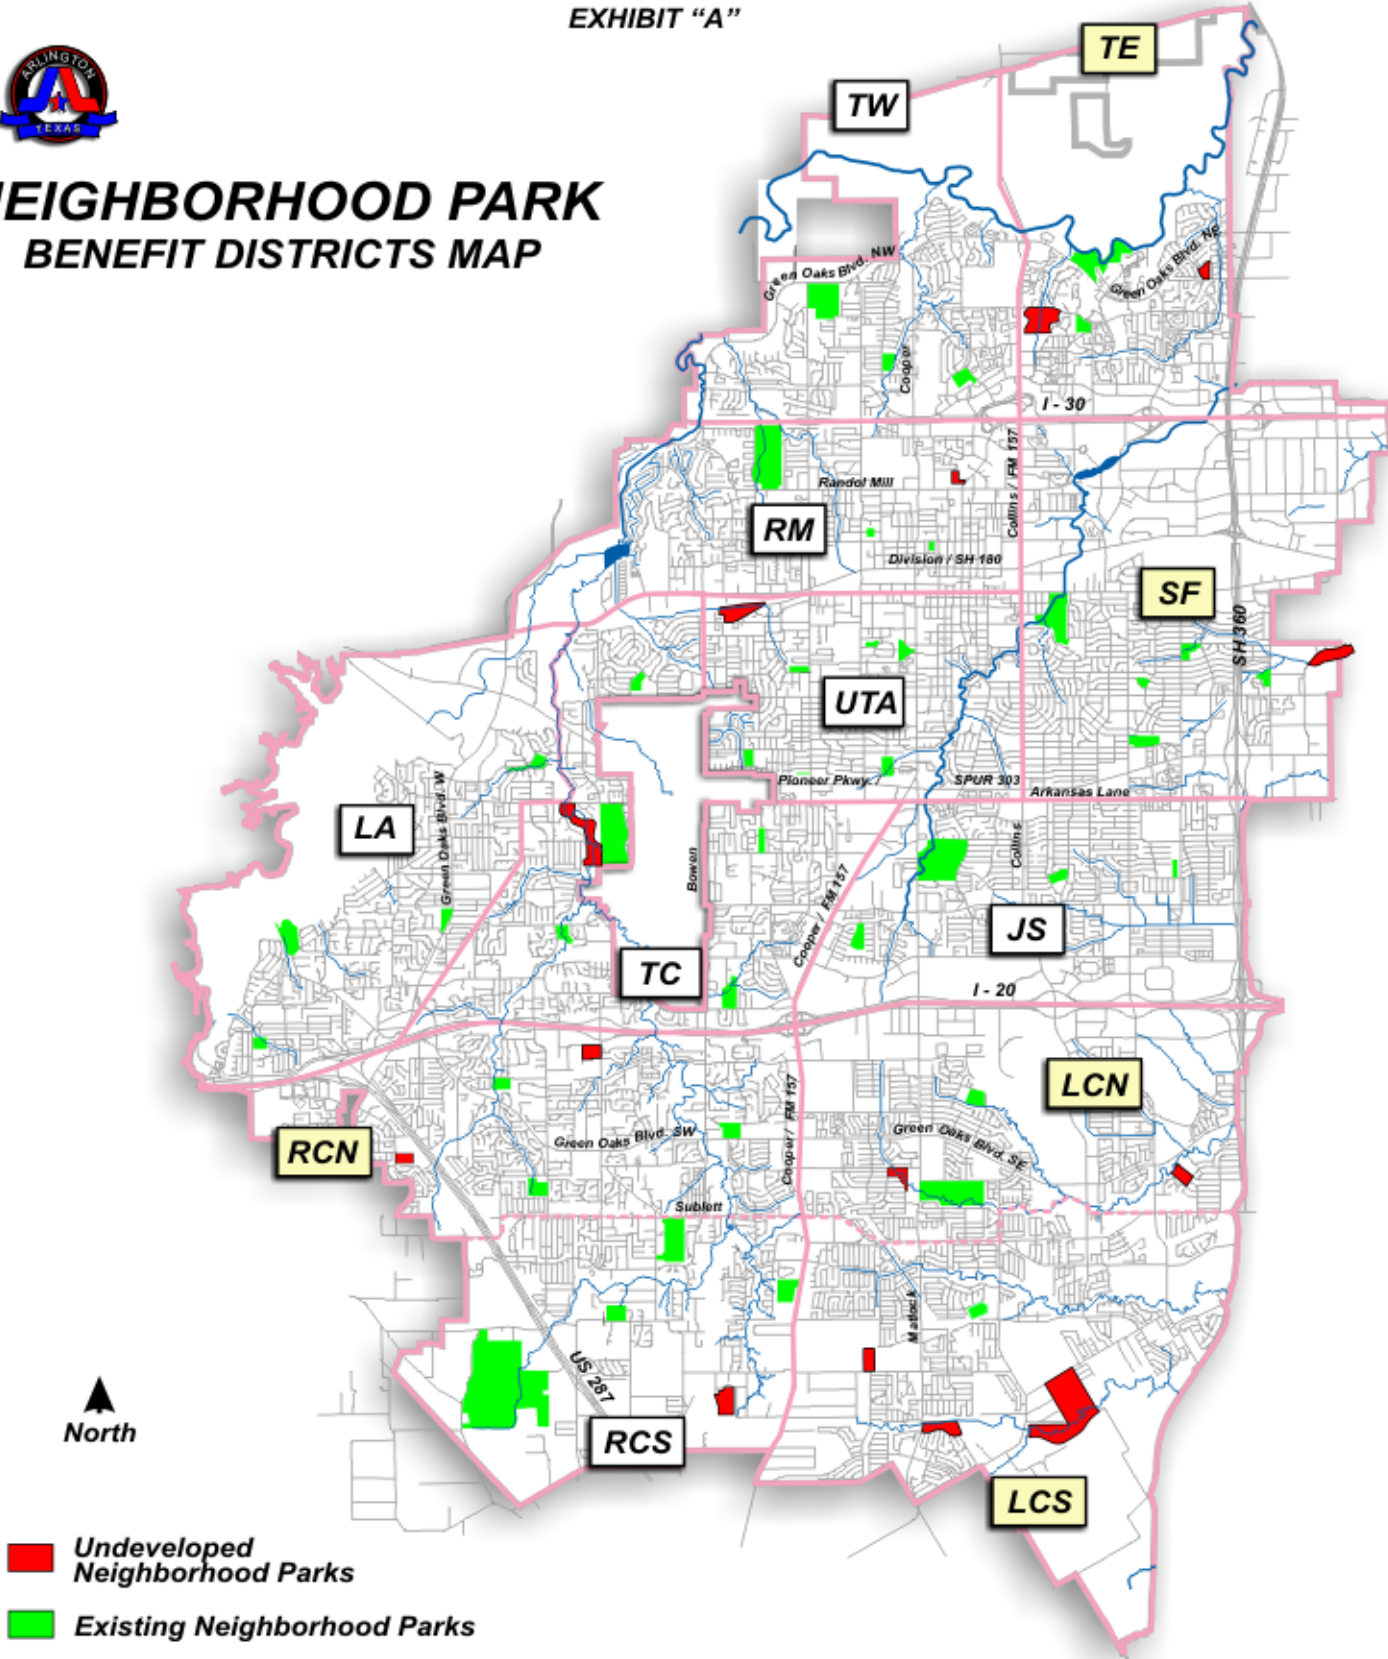 EXHIBIT “A”
ARLINGTON
TEXAS
EIGHBORHOOD PARK
BENEFIT DISTRICTS MAP
TE
TW
Green Oaks Blvd. NW
Green Oaks Blvd. NE
Cooper
I - 30
Collins / FM 157
Randol Mill
RM
Division / SH 180
SF
SH 360
UTA
Pioneer Pkwy. /
SPUR 303
Arkansas Lane
LA
Green Oaks Blvd. W
Bowen
Cooper / FM 157
Collins
JS
TC
I - 20
LCN
RCN
Green Oaks Blvd. SW
Cooper / FM 157
Green Oaks Blvd. SE
Sublett
Matlock
US 287
North
RCS
LCS
Undeveloped
Neighborhood Parks
Existing Neighborhood Parks